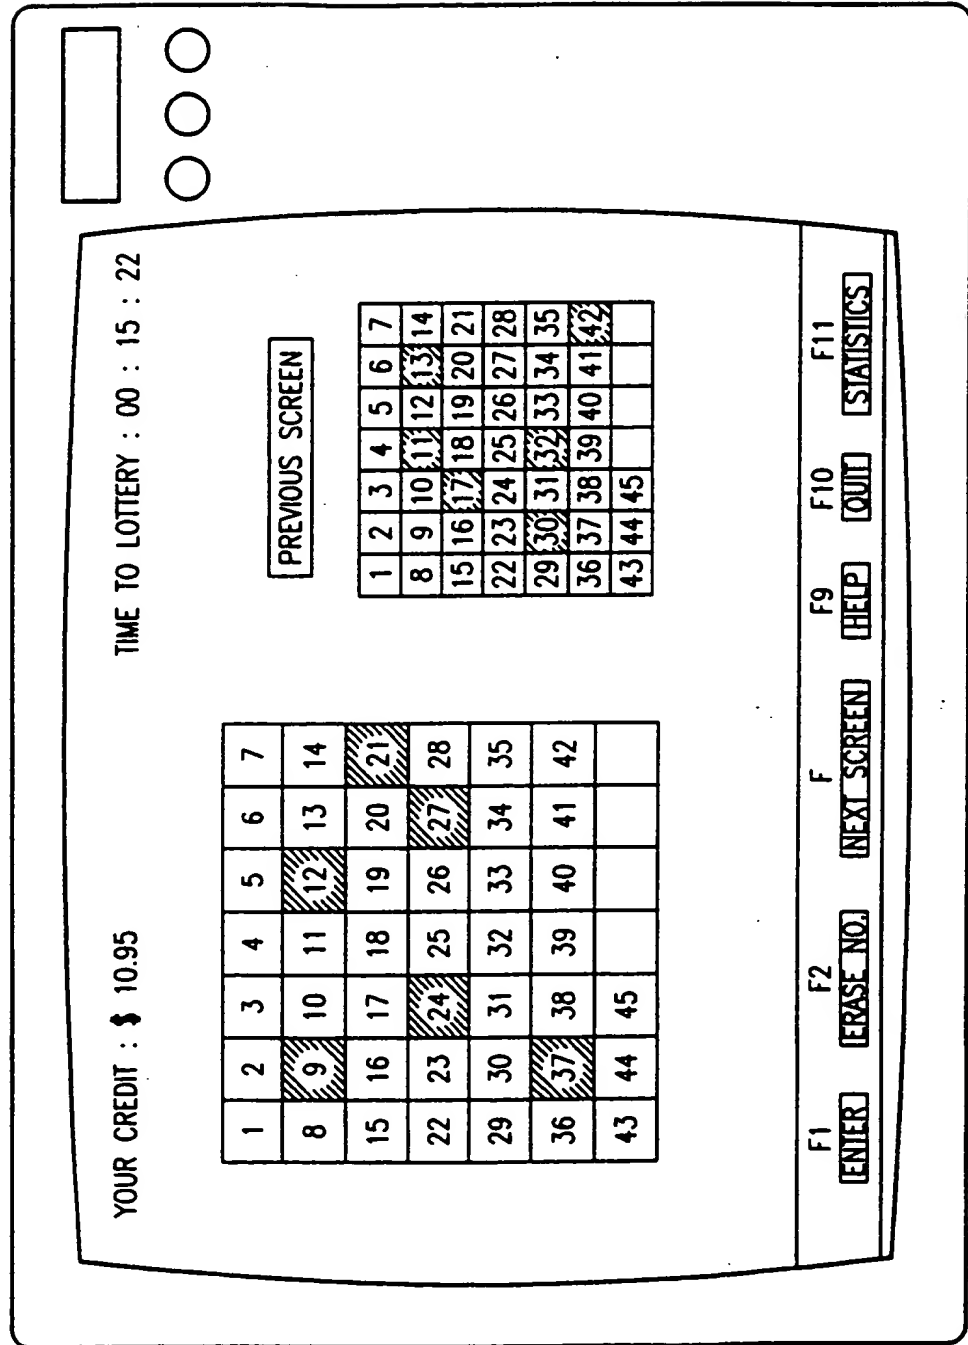 YOUR CREDIT : $ 10.95
TIME TO LOTTERY : 00 : 15 : 22
1 2 3 4 5 6 7
8 9 10 11 12 13 14
15 16 17 18 19 20 21
22 23 24 25 26 27 28
29 30 31 32 33 34 35
36 37 38 39 40 41 42
43 44 45
PREVIOUS SCREEN
1 2 3 4 5 6 7
8 9 10 11 12 13 14
15 16 17 18 19 20 21
22 23 24 25 26 27 28
29 30 31 32 33 34 35
36 37 38 39 40 41 42
43 44 45
F1 F2 F F9 F10 F11
ENTER ERASE NO. NEXT SCREEN HELP QUIT STATISTICS